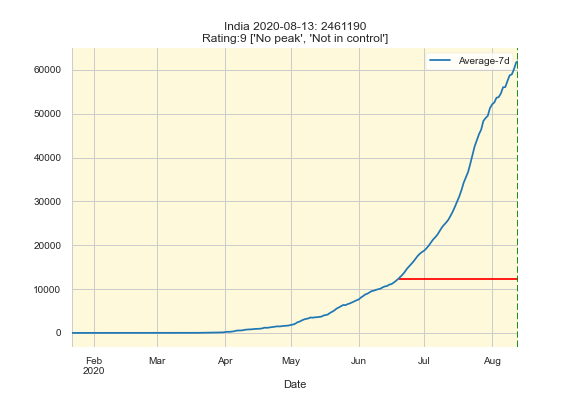 India 2020-08-13: 2461190
Rating:9 ['No peak', 'Not in control']
Average-7d
60000
50000
40000
30000
20000
10000
0
Feb Mar Apr May Jun Jul Aug
2020
Date